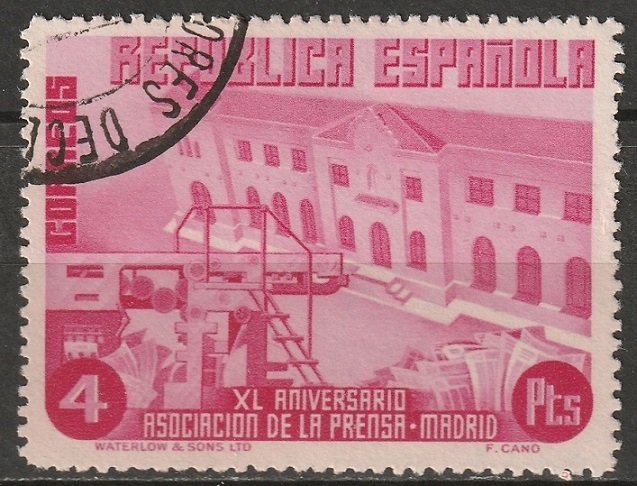 REPUBLICA ESPAÑOLA
CORREOS
4 Pts
XL ANIVERSARIO
ASOCIACION DE LA PRENSA · MADRID
WATERLOW & SONS LTD F. CANO